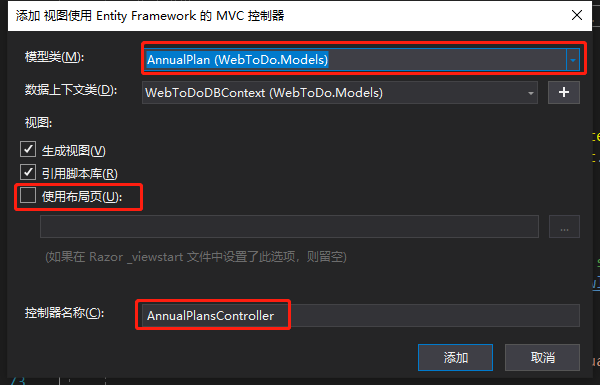 添加 视图使用 Entity Framework 的 MVC 控制器
模型类(M):
AnnualPlan (WebToDo.Models)
数据上下文类(D):
WebToDoDBContext (WebToDo.Models)
+
视图:
生成视图(V)
引用脚本库(R)
使用布局页(U):
...
(如果在 Razor _viewstart 文件中设置了此选项，则留空)
控制器名称(C):
AnnualPlansController
添加
取消
73